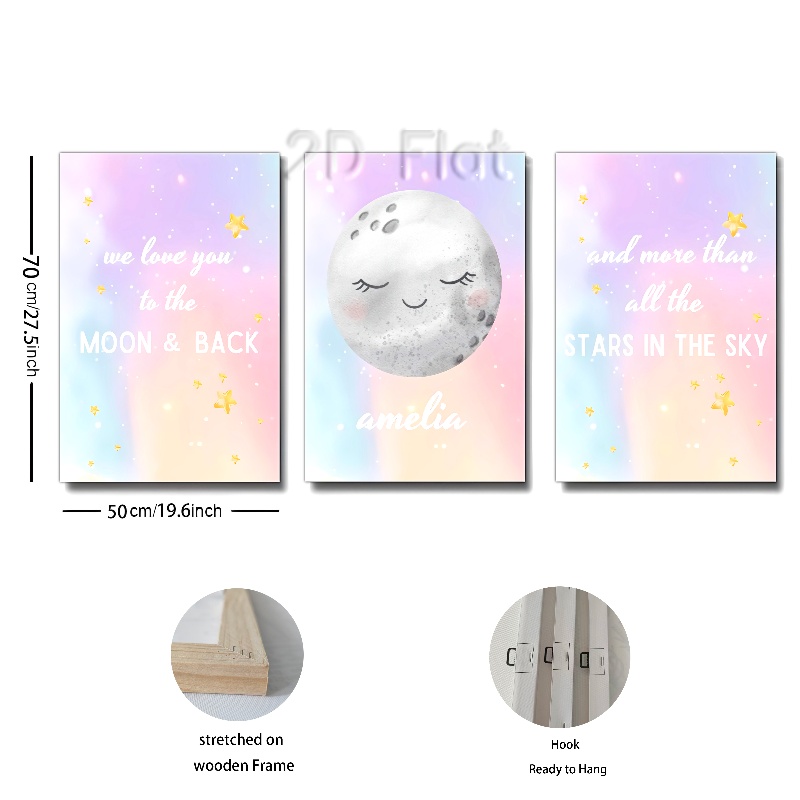 2D Flat
we love you
to the
MOON & BACK
amelia
and more than
all the
STARS IN THE SKY
70 cm/27.5inch
50cm/19.6inch
stretched on
wooden Frame
Hook
Ready to Hang